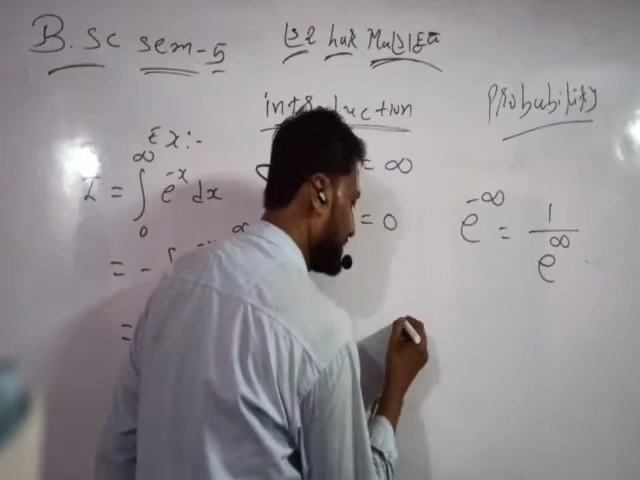 B. Sc sem-5
introduction
Probability
Ex:-
I = ∫₀^∞ e^-x dx
= ∞
= 0
= -
=
e^-∞ = 1/e^∞